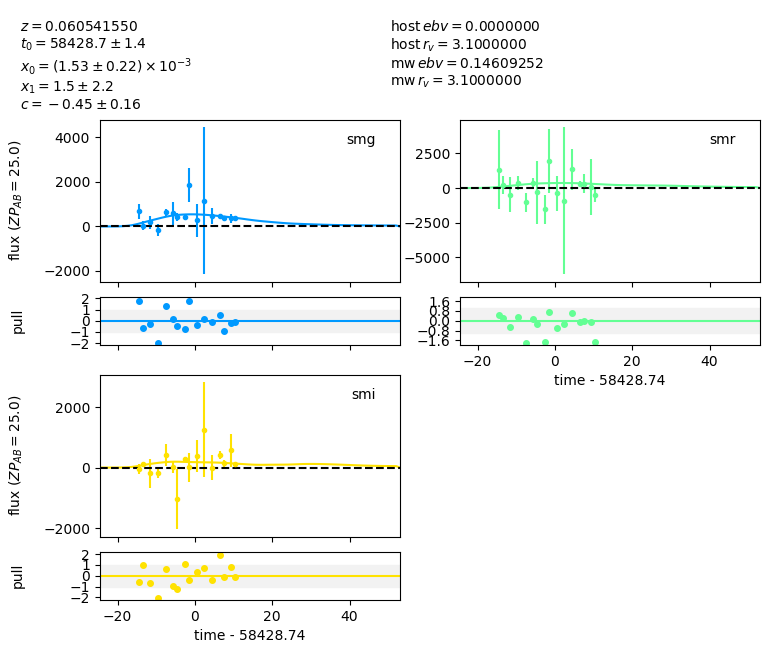 z = 0.060541550
t₀ = 58428.7 ± 1.4
x₀ = (1.53 ± 0.22) × 10⁻³
x₁ = 1.5 ± 2.2
c = −0.45 ± 0.16
host ebv = 0.0000000
host r_v = 3.1000000
mw ebv = 0.14609252
mw r_v = 3.1000000
smg
flux (ZP_AB = 25.0)
4000
2000
0
−2000
smr
2500
0
−2500
−5000
pull
2
1
0
−1
−2
1.6
0.8
0.0
−0.8
−1.6
−20 0 20 40
time - 58428.74
smi
flux (ZP_AB = 25.0)
2000
0
−2000
pull
2
1
0
−1
−2
−20 0 20 40
time - 58428.74